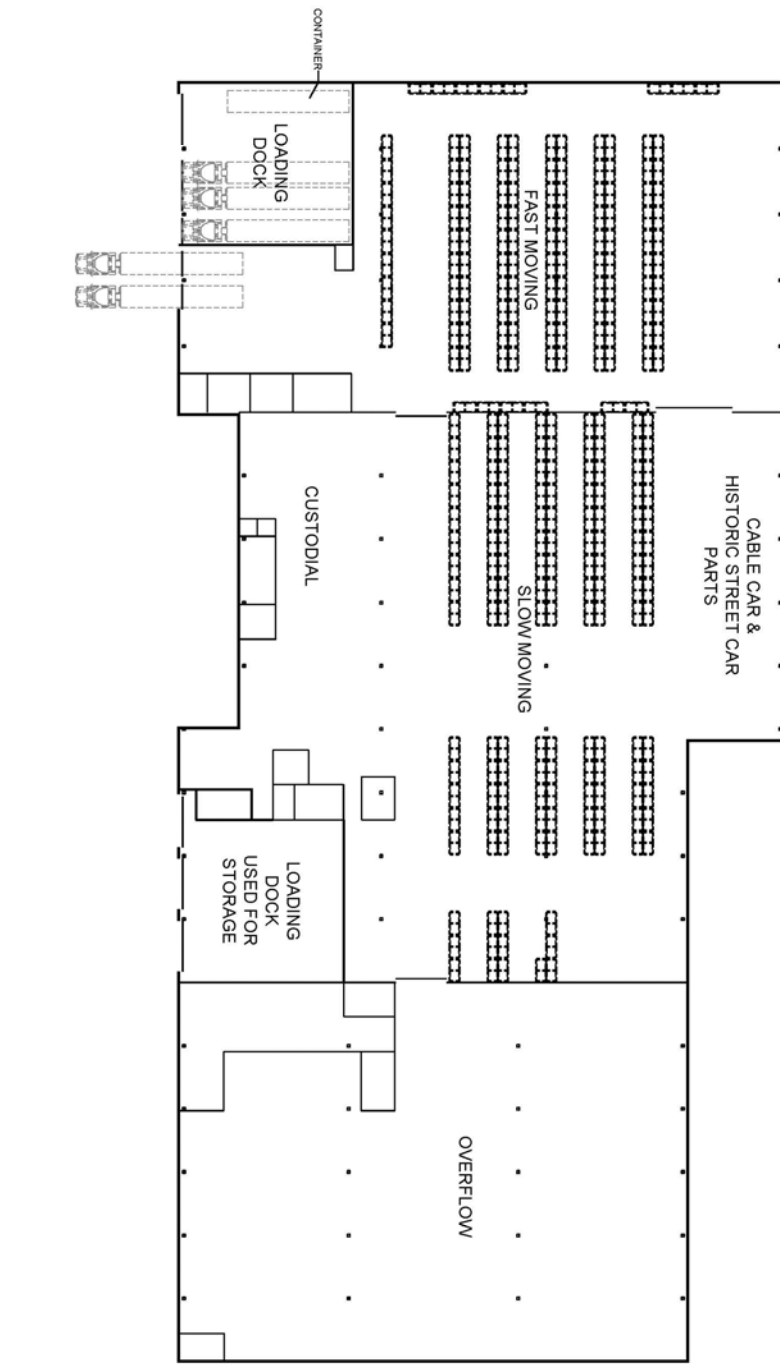 CONTAINER
LOADING
DOCK
FAST MOVING
CUSTODIAL
SLOW MOVING
CABLE CAR &
HISTORIC STREET CAR
PARTS
LOADING
DOCK
USED FOR
STORAGE
OVERFLOW